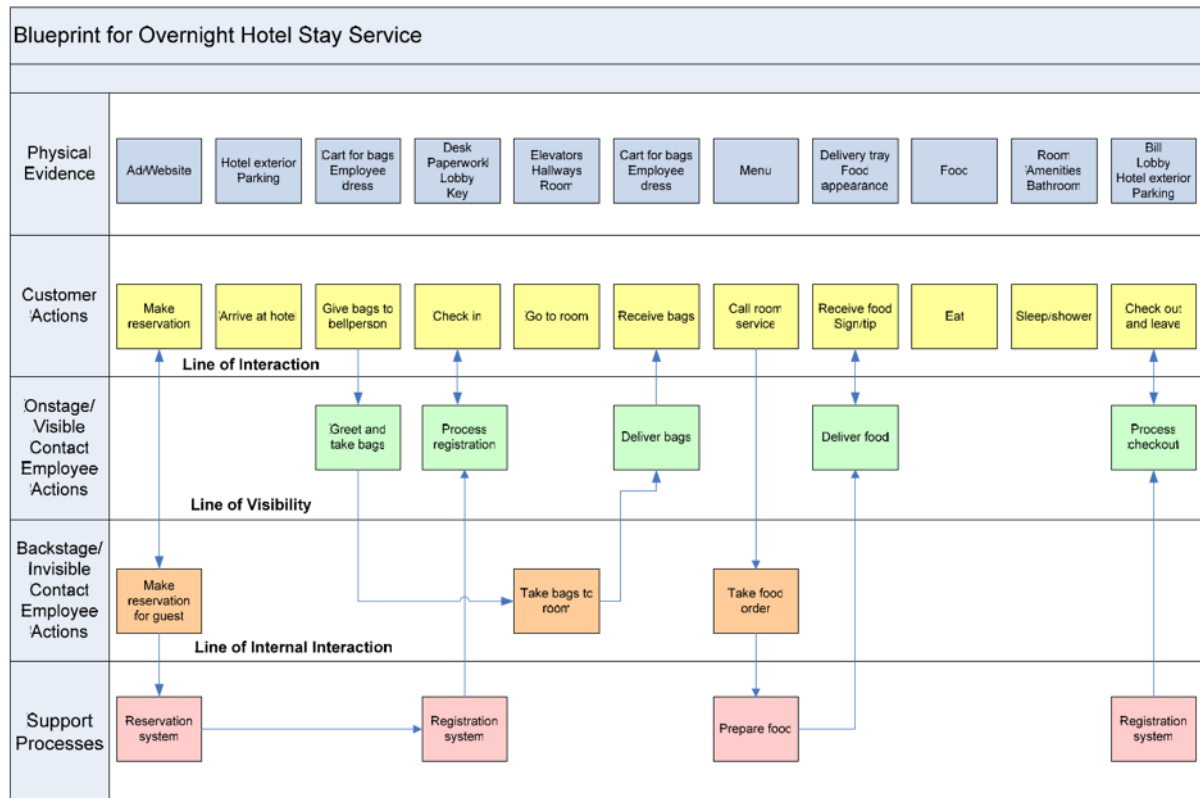 Blueprint for Overnight Hotel Stay Service
Physical
Evidence
Ad/Website
Hotel exterior
Parking
Cart for bags
Employee
dress
Desk
Paperwork
Lobby
Key
Elevators
Hallways
Room
Cart for bags
Employee
dress
Menu
Delivery tray
Food
appearance
Food
Room
Amenities
Bathroom
Bill
Lobby
Hotel exterior
Parking
Customer
Actions
Make
reservation
Arrive at hotel
Give bags to
bellperson
Check in
Go to room
Receive bags
Call room
service
Receive food
Sign/tip
Eat
Sleep/shower
Check out
and leave
Line of Interaction
Onstage/
Visible
Contact
Employee
Actions
Greet and
take bags
Process
registration
Deliver bags
Deliver food
Process
checkout
Line of Visibility
Backstage/
Invisible
Contact
Employee
Actions
Make
reservation
for guest
Take bags to
room
Take food
order
Line of Internal Interaction
Support
Processes
Reservation
system
Registration
system
Prepare food
Registration
system